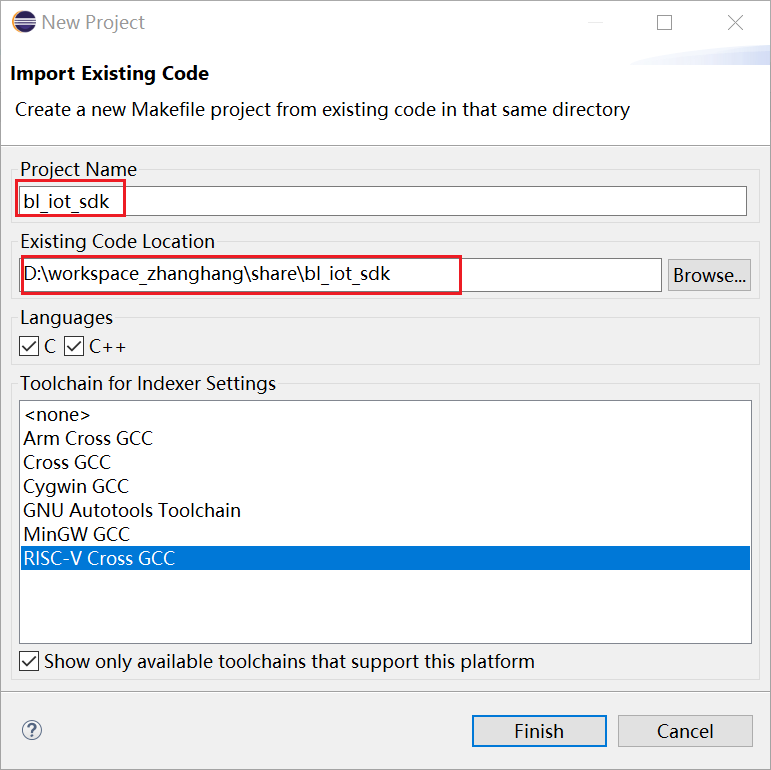 New Project
Import Existing Code
Create a new Makefile project from existing code in that same directory
Project Name
bl_iot_sdk
Existing Code Location
D:\workspace_zhanghang\share\bl_iot_sdk
Browse...
Languages
C C++
Toolchain for Indexer Settings
<none>
Arm Cross GCC
Cross GCC
Cygwin GCC
GNU Autotools Toolchain
MinGW GCC
RISC-V Cross GCC
Show only available toolchains that support this platform
? Finish Cancel